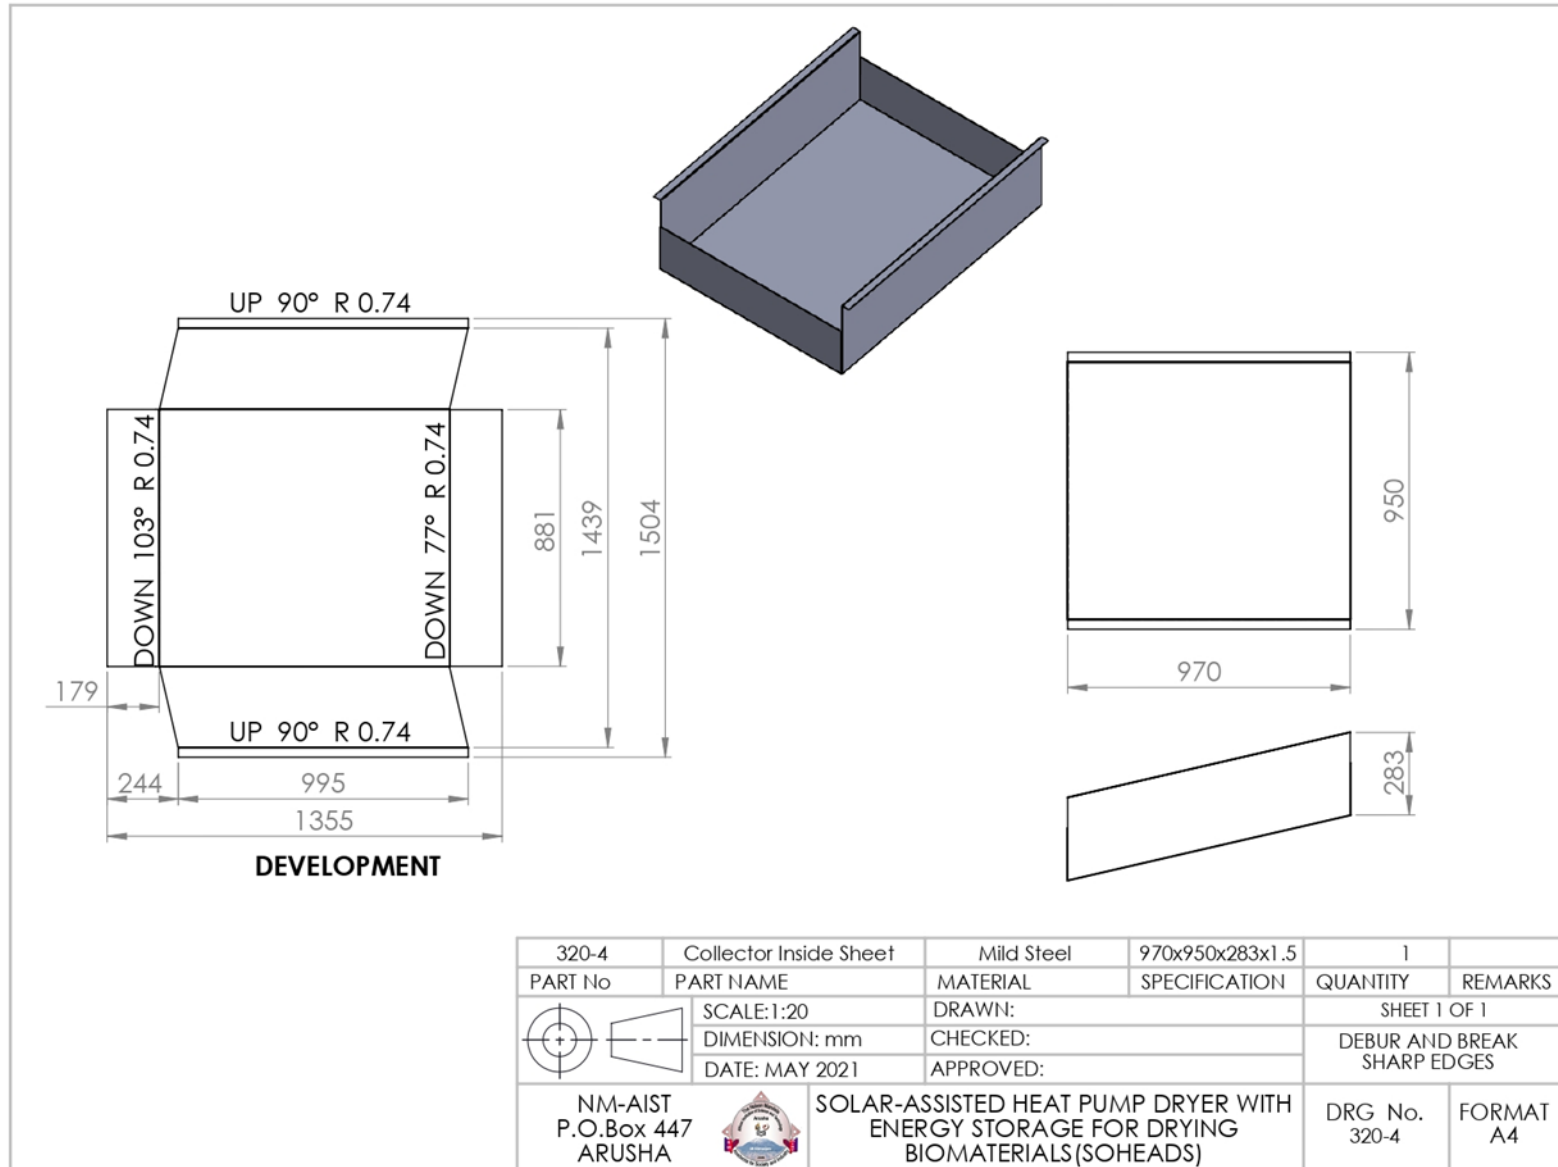 UP 90° R 0.74
DOWN 103° R 0.74
DOWN 77° R 0.74
881
1439
1504
179
UP 90° R 0.74
244
995
1355
DEVELOPMENT
950
970
283
320-4 Collector Inside Sheet Mild Steel 970x950x283x1.5 1
PART No PART NAME MATERIAL SPECIFICATION QUANTITY REMARKS
SCALE:1:20 DRAWN: SHEET 1 OF 1
DIMENSION: mm CHECKED: DEBUR AND BREAK
SHARP EDGES
DATE: MAY 2021 APPROVED:
NM-AIST
P.O.Box 447
ARUSHA
SOLAR-ASSISTED HEAT PUMP DRYER WITH
ENERGY STORAGE FOR DRYING
BIOMATERIALS(SOHEADS)
DRG No.
320-4
FORMAT
A4